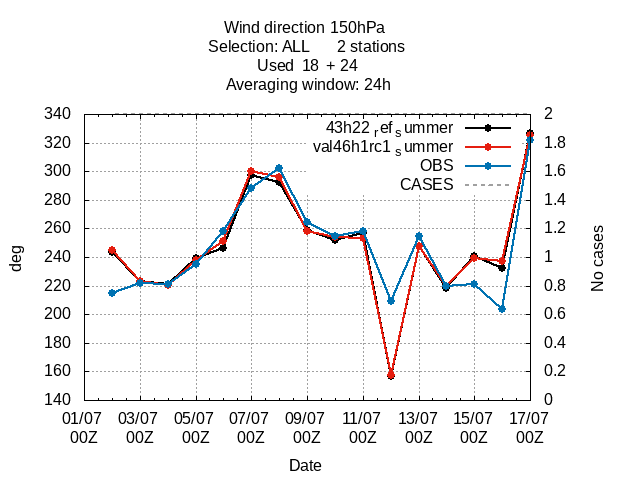 Wind direction 150hPa
Selection: ALL 2 stations
Used 18 + 24
Averaging window: 24h
43h22 refsummer
val46h1rc1 summer
OBS
CASES
340
320
300
280
260
240
220
200
180
160
140
2
1.8
1.6
1.4
1.2
1
0.8
0.6
0.4
0.2
0
deg
No cases
01/07 03/07 05/07 07/07 09/07 11/07 13/07 15/07 17/07
00Z 00Z 00Z 00Z 00Z 00Z 00Z 00Z 00Z
Date